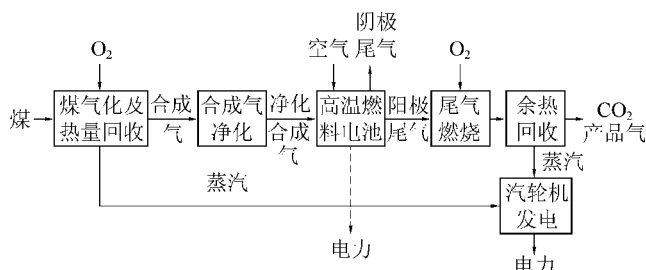 阴极
尾气
O₂
空气
O₂
煤
煤气化及
热量回收
合成
气
合成气
净化
净化
合成
气
高温燃
料电池
阳极
尾气
尾气
燃烧
余热
回收
CO₂
产品气
蒸汽
蒸汽
汽轮机
发电
电力
电力